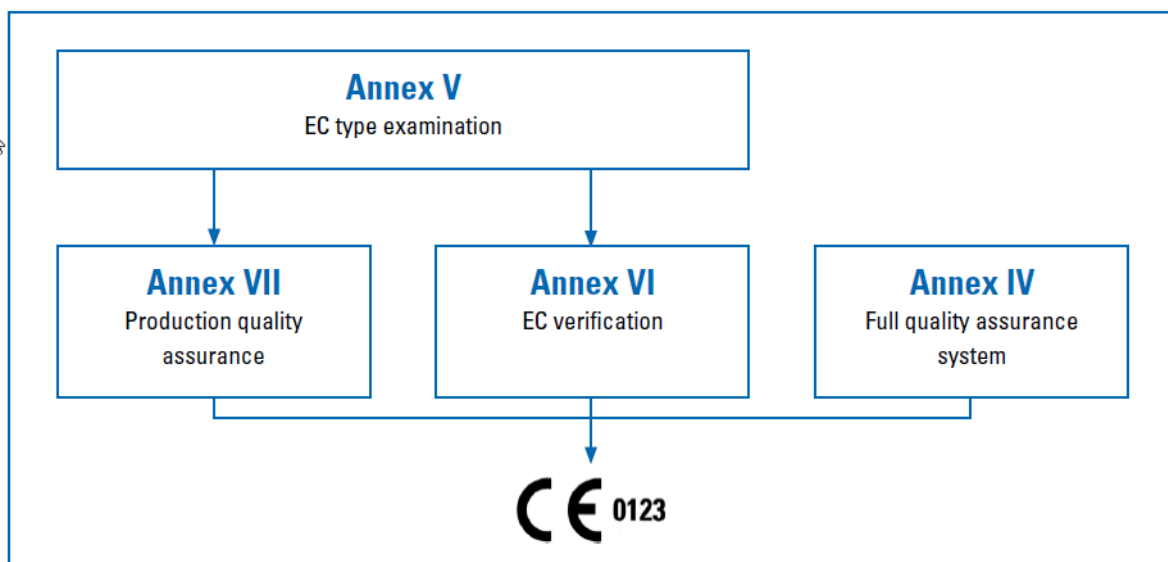 Annex V
EC type examination
Annex VII
Production quality
assurance
Annex VI
EC verification
Annex IV
Full quality assurance
system
CE 0123